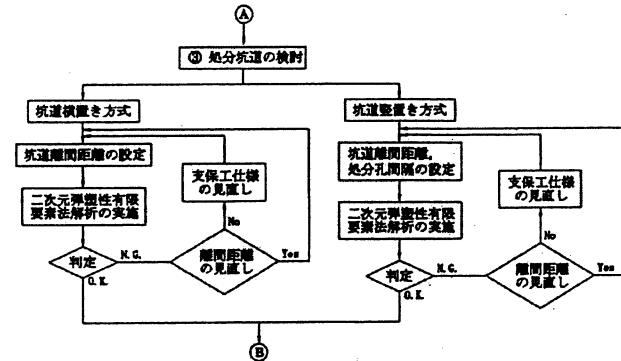 A
③ 処分坑道の検討
坑道横置き方式
坑道離間距離の設定
二次元弾塑性有限
要素法解析の実施
判定
N.G.
O.K.
支保工仕様
の見直し
No
離間距離
の見直し
Yes
坑道竪置き方式
坑道離間距離,
処分孔間隔の設定
二次元弾塑性有限
要素法解析の実施
判定
N.G.
O.K.
支保工仕様
の見直し
No
離間距離
の見直し
Yes
B